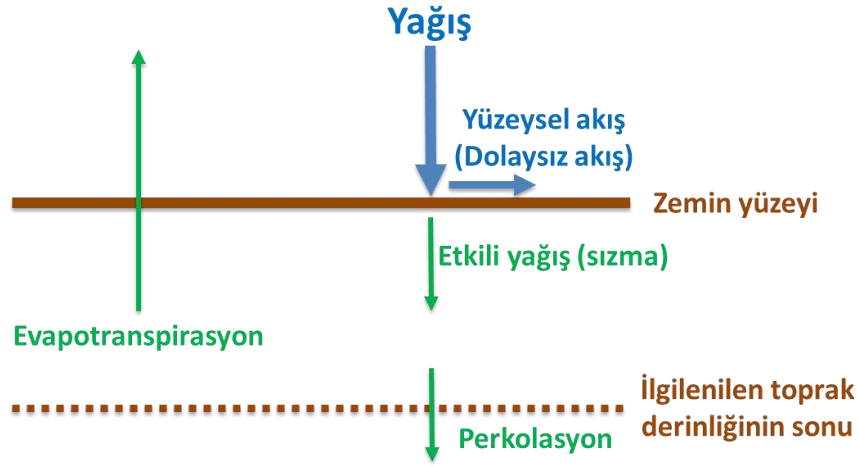 Yağış
Yüzeysel akış
(Dolaysız akış)
Zemin yüzeyi
Etkili yağış (sızma)
Evapotranspirasyon
İlgilenilen toprak
derinliğinin sonu
Perkolasyon